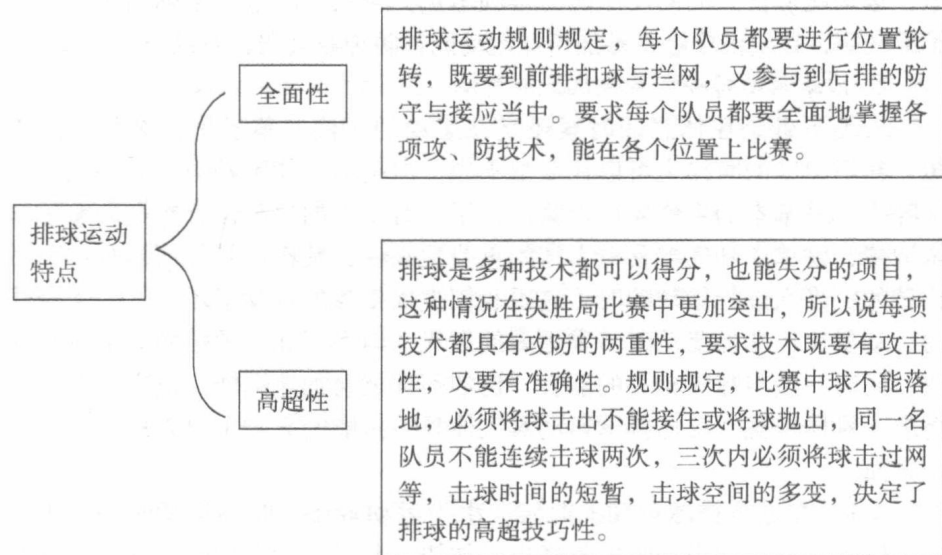 排球运动
特点
全面性
排球运动规则规定，每个队员都要进行位置轮
转，既要到前排扣球与拦网，又参与到后排的防
守与接应当中。要求每个队员都要全面地掌握各
项攻、防技术，能在各个位置上比赛。
高超性
排球是多种技术都可以得分，也能失分的项目，
这种情况在决胜局比赛中更加突出，所以说每项
技术都具有攻防的两重性，要求技术既要有攻击
性，又要有准确性。规则规定，比赛中球不能落
地，必须将球击出不能接住或将球抛出，同一名
队员不能连续击球两次，三次内必须将球击过网
等，击球时间的短暂，击球空间的多变，决定了
排球的高超技巧性。